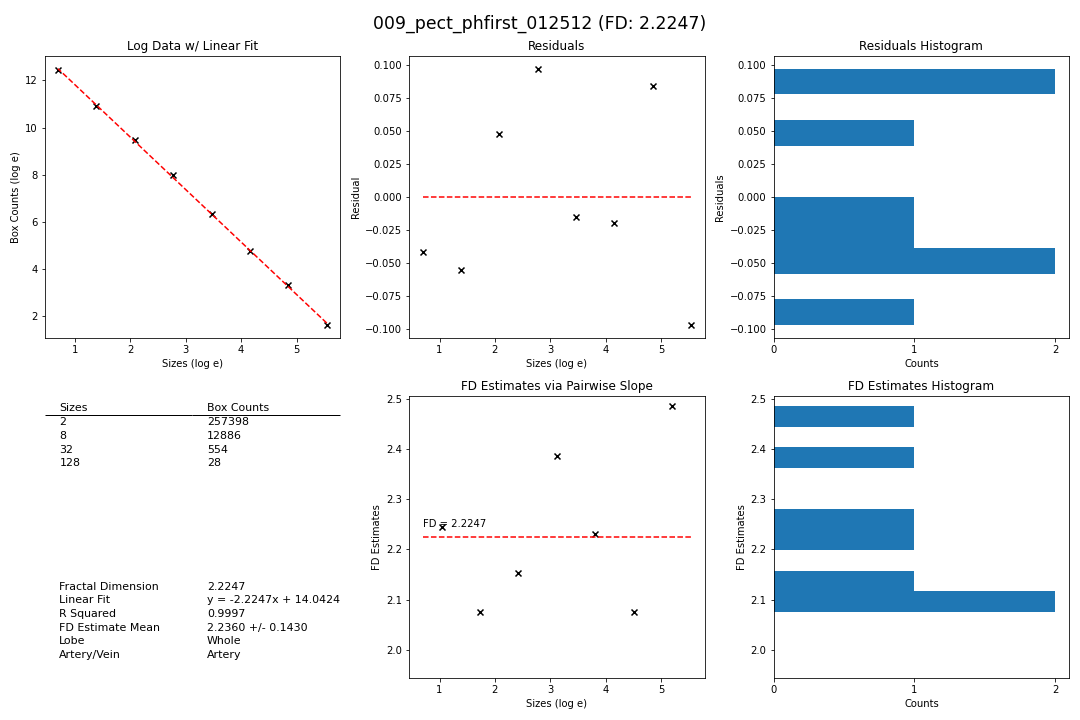 009_pect_phfirst_012512 (FD: 2.2247)
Log Data w/ Linear Fit
Box Counts (log e)
12
10
8
6
4
2
1 2 3 4 5
Sizes (log e)
Residuals
Residual
0.100
0.075
0.050
0.025
0.000
−0.025
−0.050
−0.075
−0.100
1 2 3 4 5
Sizes (log e)
Residuals Histogram
Residuals
0.100
0.075
0.050
0.025
0.000
−0.025
−0.050
−0.075
−0.100
0 1 2
Counts
Sizes Box Counts
2 257398
8 12886
32 554
128 28
Fractal Dimension 2.2247
Linear Fit y = -2.2247x + 14.0424
R Squared 0.9997
FD Estimate Mean 2.2360 +/- 0.1430
Lobe Whole
Artery/Vein Artery
FD Estimates via Pairwise Slope
FD Estimates
2.5
2.4
2.3
2.2
2.1
2.0
FD = 2.2247
1 2 3 4 5
Sizes (log e)
FD Estimates Histogram
FD Estimates
2.5
2.4
2.3
2.2
2.1
2.0
0 1 2
Counts